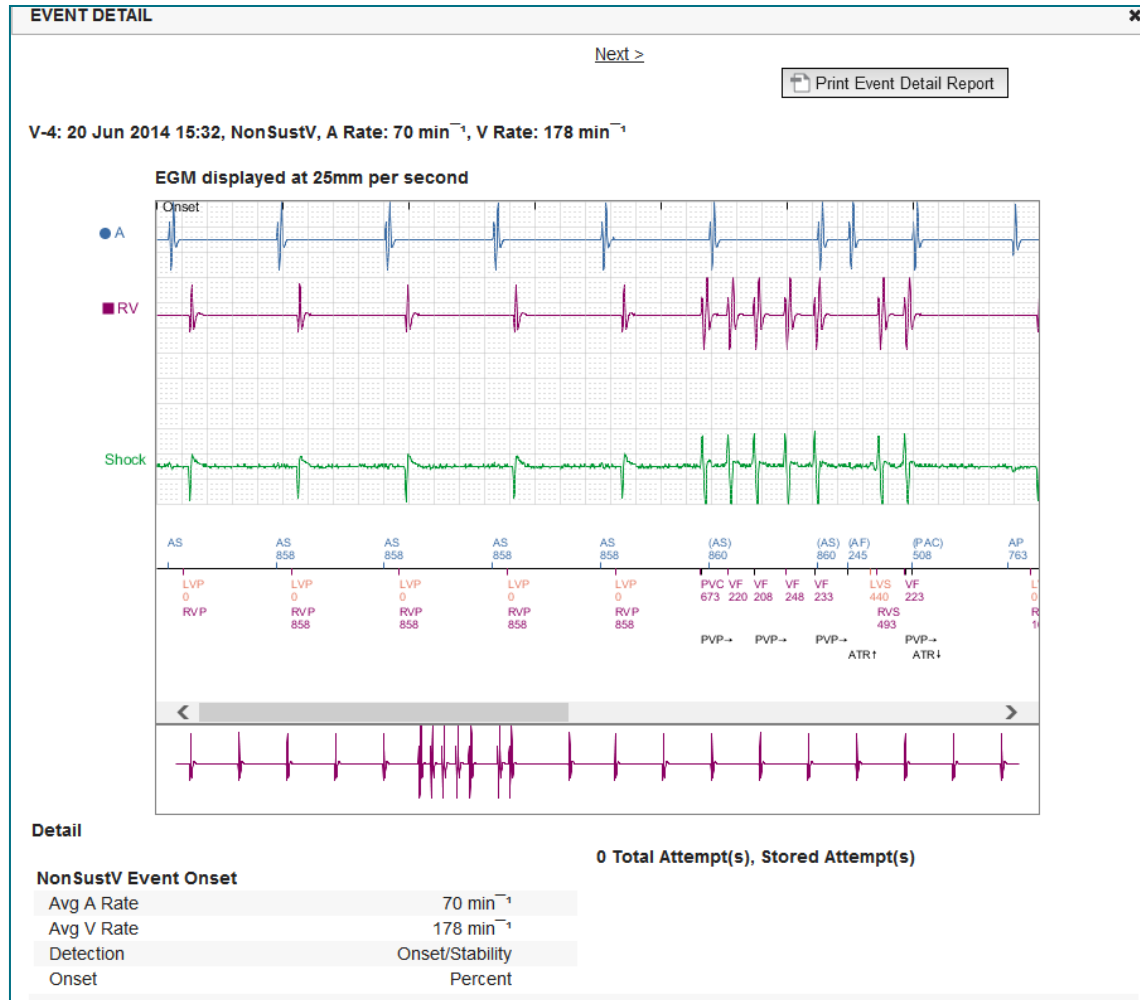 EVENT DETAIL ✖
Next >
Print Event Detail Report
V-4: 20 Jun 2014 15:32, NonSustV, A Rate: 70 min⁻¹, V Rate: 178 min⁻¹
EGM displayed at 25mm per second
Onset
A
RV
Shock
AS AS AS AS AS (AS) (AS) (AF) (PAC) AP
858 858 858 858 860 860 245 508 763
LVP LVP LVP LVP LVP PVC VF VF VF VF LVS VF
0 0 0 0 0 673 220 208 248 233 440 223
RVP RVP RVP RVP RVP RVS
858 858 858 858 493
PVP→ PVP→ PVP→ PVP→
ATR↑ ATR↓
Detail
0 Total Attempt(s), Stored Attempt(s)
NonSustV Event Onset
Avg A Rate 70 min⁻¹
Avg V Rate 178 min⁻¹
Detection Onset/Stability
Onset Percent